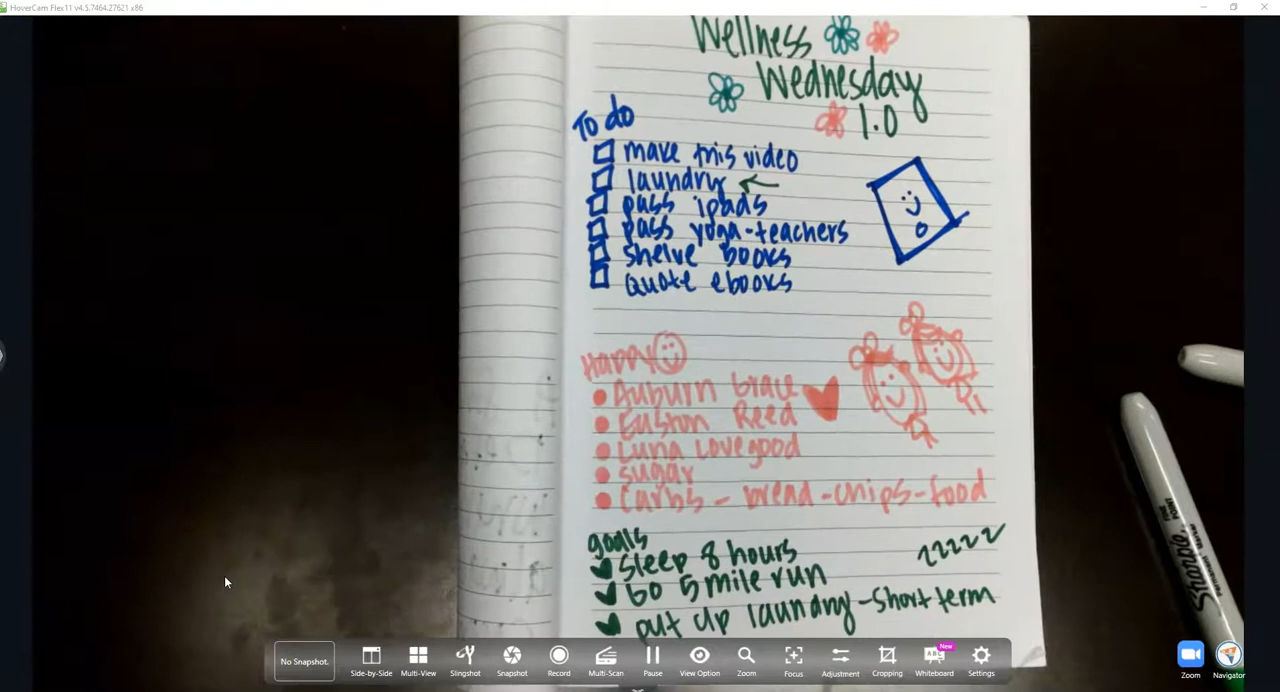 HoverCam Flex11 v4.5.7464.27621 x86
Wellness
Wednesday
1.0
To do
make this video
laundry
pass ipads
pass yoga-teachers
shelve books
quote ebooks
Happy
Auburn Grace
Easton Reed
Luna Lovegood
sugar
Carbs - bread-chips-food
goals
sleep 8 hours
Go 5 mile run
put up laundry-short term
zzzzz
Sharpie
FINE POINT
No Snapshot.
Side-by-Side
Multi-View
Slingshot
Snapshot
Record
Multi-Scan
Pause
View Option
Zoom
Focus
Adjustment
Cropping
New
ABC
Whiteboard
Settings
Zoom
Navigator